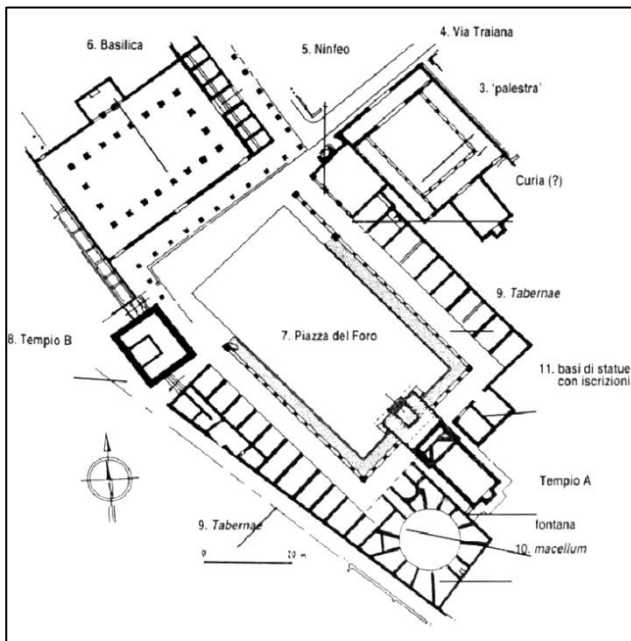 4. Via Traiana
6. Basilica
5. Ninfeo
3. 'palestra'
Curia (?)
9. Tabernae
7. Piazza del Foro
8. Tempio B
11. basi di statue
con iscrizioni
Tempio A
9. Tabernae
fontana
10. macellum
0 20 m